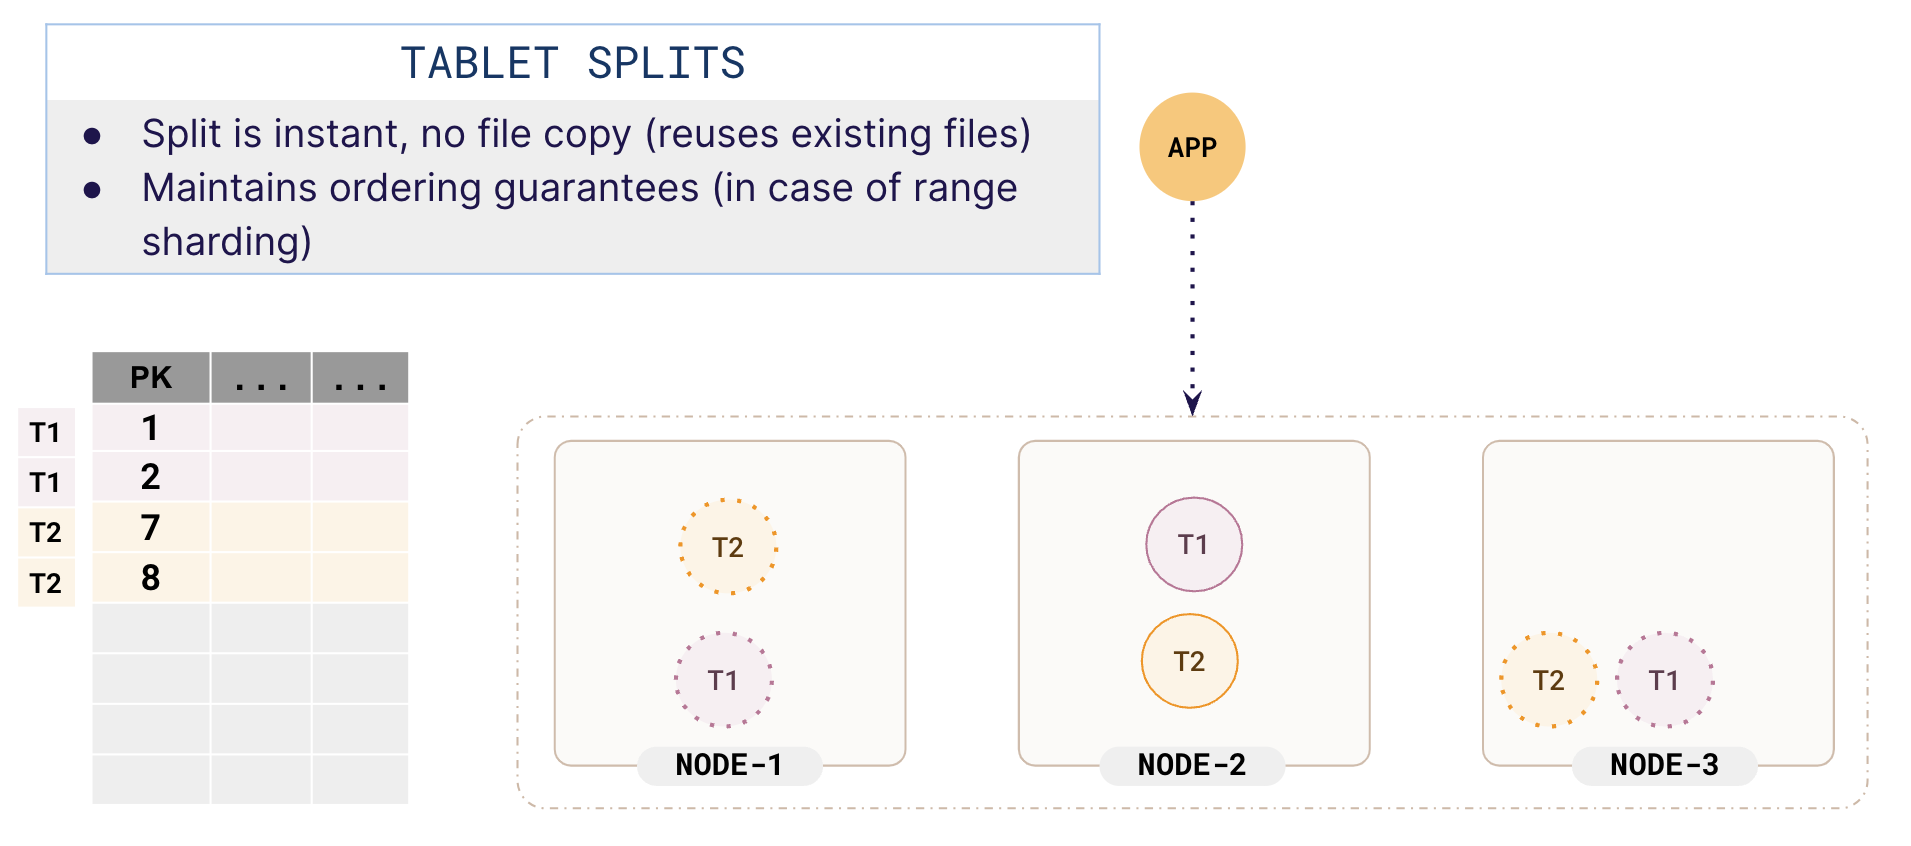 TABLET SPLITS
● Split is instant, no file copy (reuses existing files)
● Maintains ordering guarantees (in case of range
sharding)
APP
PK ... ...
T1 1
T1 2
T2 7
T2 8
T2
T1
NODE-1
T1
T2
NODE-2
T2 T1
NODE-3